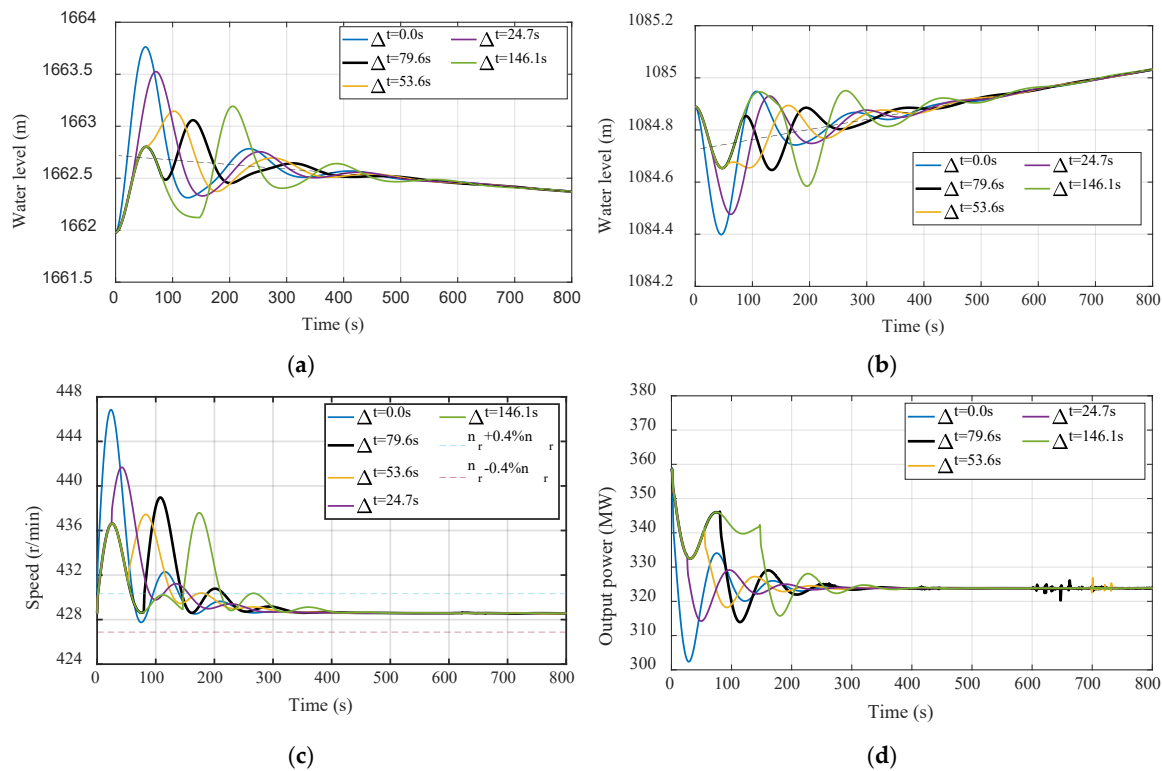 1664
1663.5
1663
1662.5
1662
1661.5
Water level (m)
Δt=0.0s
Δt=24.7s
Δt=79.6s
Δt=146.1s
Δt=53.6s
0 100 200 300 400 500 600 700 800
Time (s)
(a)
1085.2
1085
1084.8
1084.6
1084.4
1084.2
Water level (m)
Δt=0.0s
Δt=24.7s
Δt=79.6s
Δt=146.1s
Δt=53.6s
0 100 200 300 400 500 600 700 800
Time (s)
(b)
448
444
440
436
432
428
424
Speed (r/min)
Δt=0.0s
Δt=146.1s
Δt=79.6s
n_r+0.4%n_r
Δt=53.6s
n_r-0.4%n_r
Δt=24.7s
0 100 200 300 400 500 600 700 800
Time (s)
(c)
380
370
360
350
340
330
320
310
300
Output power (MW)
Δt=0.0s
Δt=24.7s
Δt=79.6s
Δt=146.1s
Δt=53.6s
0 100 200 300 400 500 600 700 800
Time (s)
(d)